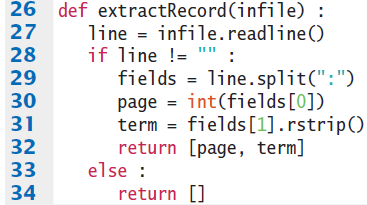 26 def extractRecord(infile) :
27    line = infile.readline()
28    if line != "" :
29       fields = line.split(":")
30       page = int(fields[0])
31       term = fields[1].rstrip()
32       return [page, term]
33    else :
34       return []